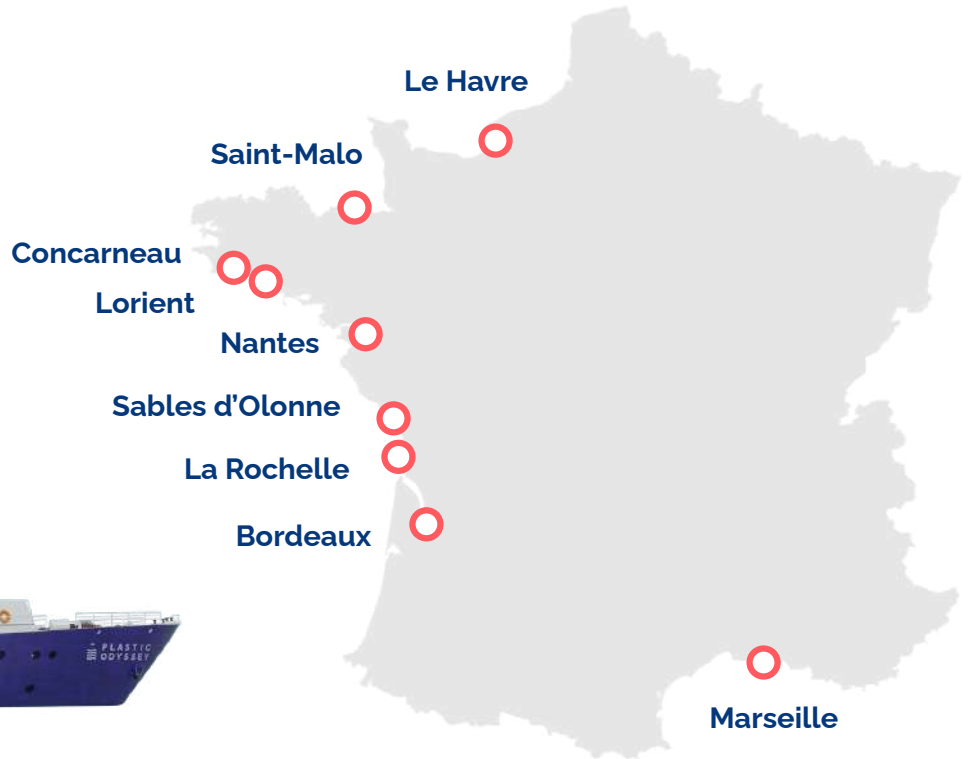 Le Havre
Saint-Malo
Concarneau
Lorient
Nantes
Sables d’Olonne
La Rochelle
Bordeaux
PLASTIC
ODYSSEY
Marseille